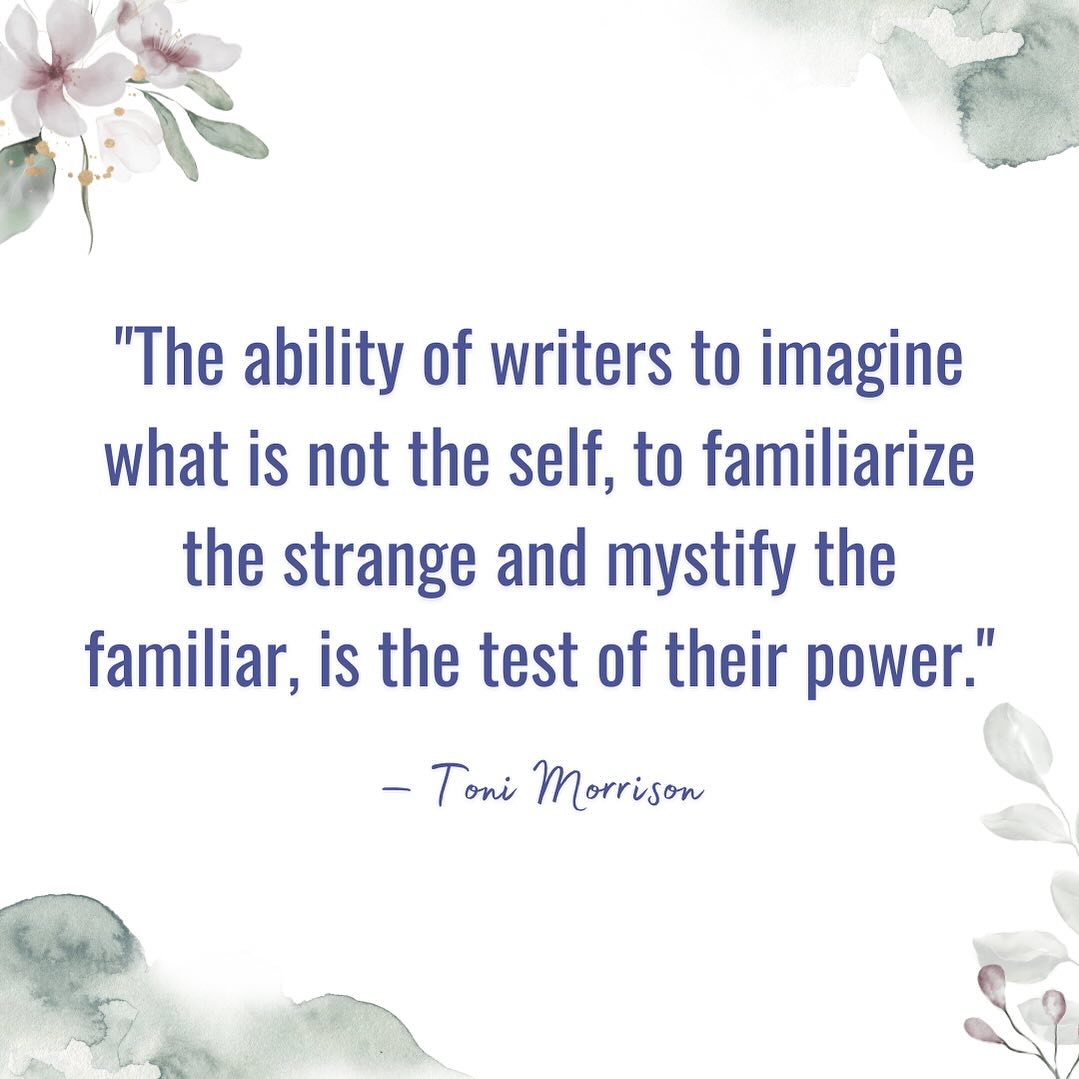 "The ability of writers to imagine
what is not the self, to familiarize
the strange and mystify the
familiar, is the test of their power."
– Toni Morrison